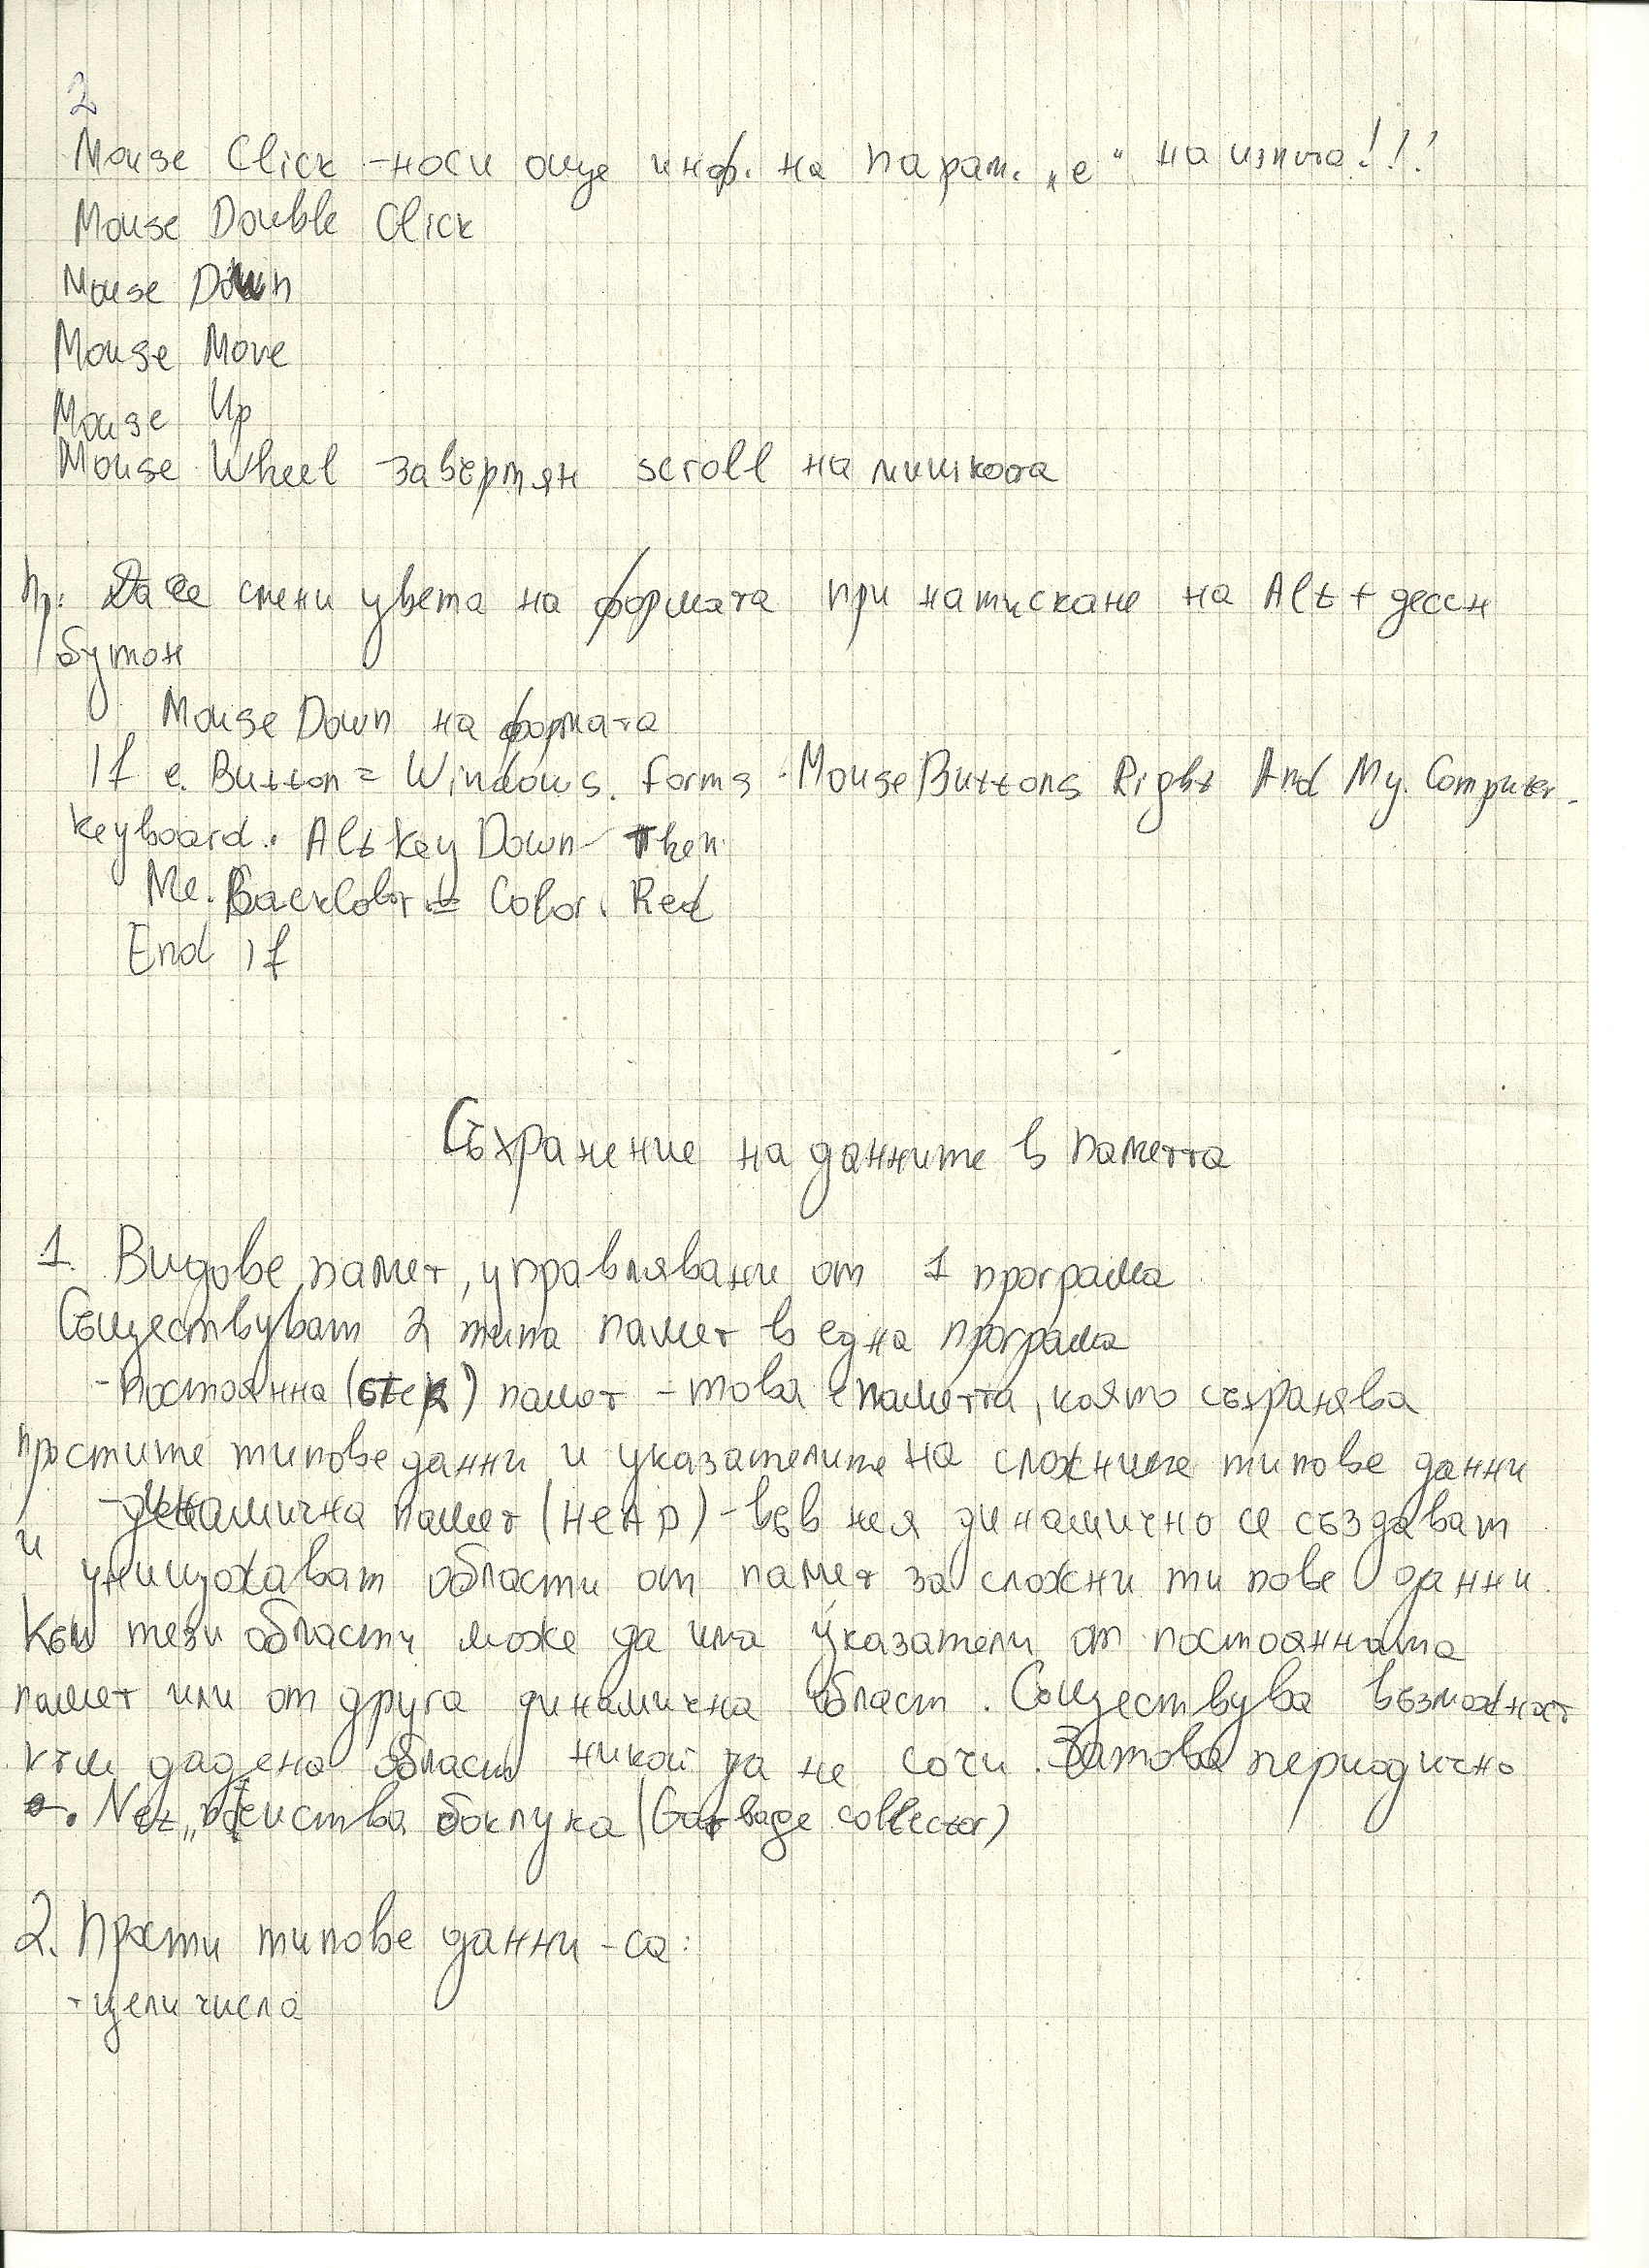 2
Mouse Click - носи още инф. на парам. „е“ на изпита!!!
Mouse Double Click
Mouse Down
Mouse Move
Mouse Up
Mouse Wheel - завъртян scroll на мишката
Пр: Да се смени цвета на формата при натискане на Alt + десен
бутон
Mouse Down на формата
If e. Button = Windows. Forms. MouseButtons Right And My. Computer.
Keyboard. AltKey Down Then
Me. BackColor = Color. Red
End If
Съхранение на данните в паметта
1. Видове памет, управлявани от 1 програма
Съществуват 2 типа памет в една програма
- постоянна (стек) памет - това е паметта, която съхранява
простите типове данни и указателите на сложните типове данни
- динамична памет (HeAp) - във нея динамично се създават
и унищожават области от памет за сложни типове данни.
Към тези области може да има указатели от постоянната
памет или от друга динамична област. Съществува възможност
към дадена област никой да не сочи. Затова периодично
. Net „ боклука (Garbage collector)
2. Прости типове данни - са:
- цели числа